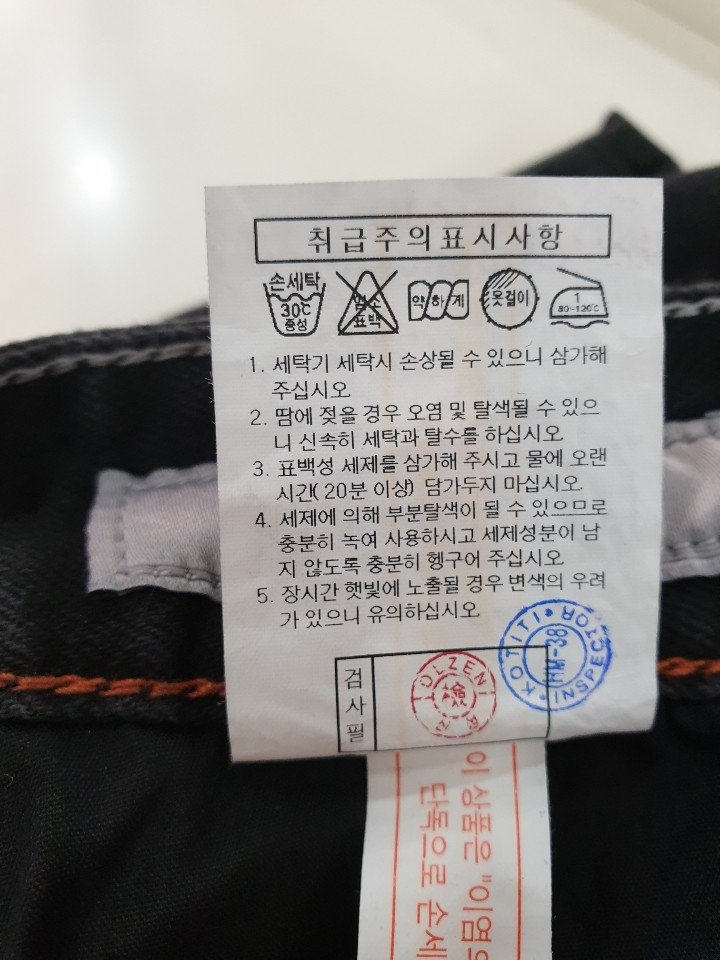 취급주의표시사항
손세탁
30℃
중성
염소
표백
약하게
옷걸이
1
80~120℃
1. 세탁기 세탁시 손상될 수 있으니 삼가해
주십시오.
2. 땀에 젖을 경우 오염 및 탈색될 수 있으
니 신속히 세탁과 탈수를 하십시오.
3. 표백성 세제를 삼가해 주시고 물에 오랜
시간(20분 이상) 담가두지 마십시오.
4. 세제에 의해 부분탈색이 될 수 있으므로
충분히 녹여 사용하시고 세제성분이 남
지 않도록 충분히 헹구어 주십시오.
5. 장시간 햇빛에 노출될 경우 변색의 우려
가 있으니 유의하십시오.
검사필
TOLZENI
KOTITI INSPECTOR
HM-38
이 상품은 "이염으
단독으로 손세